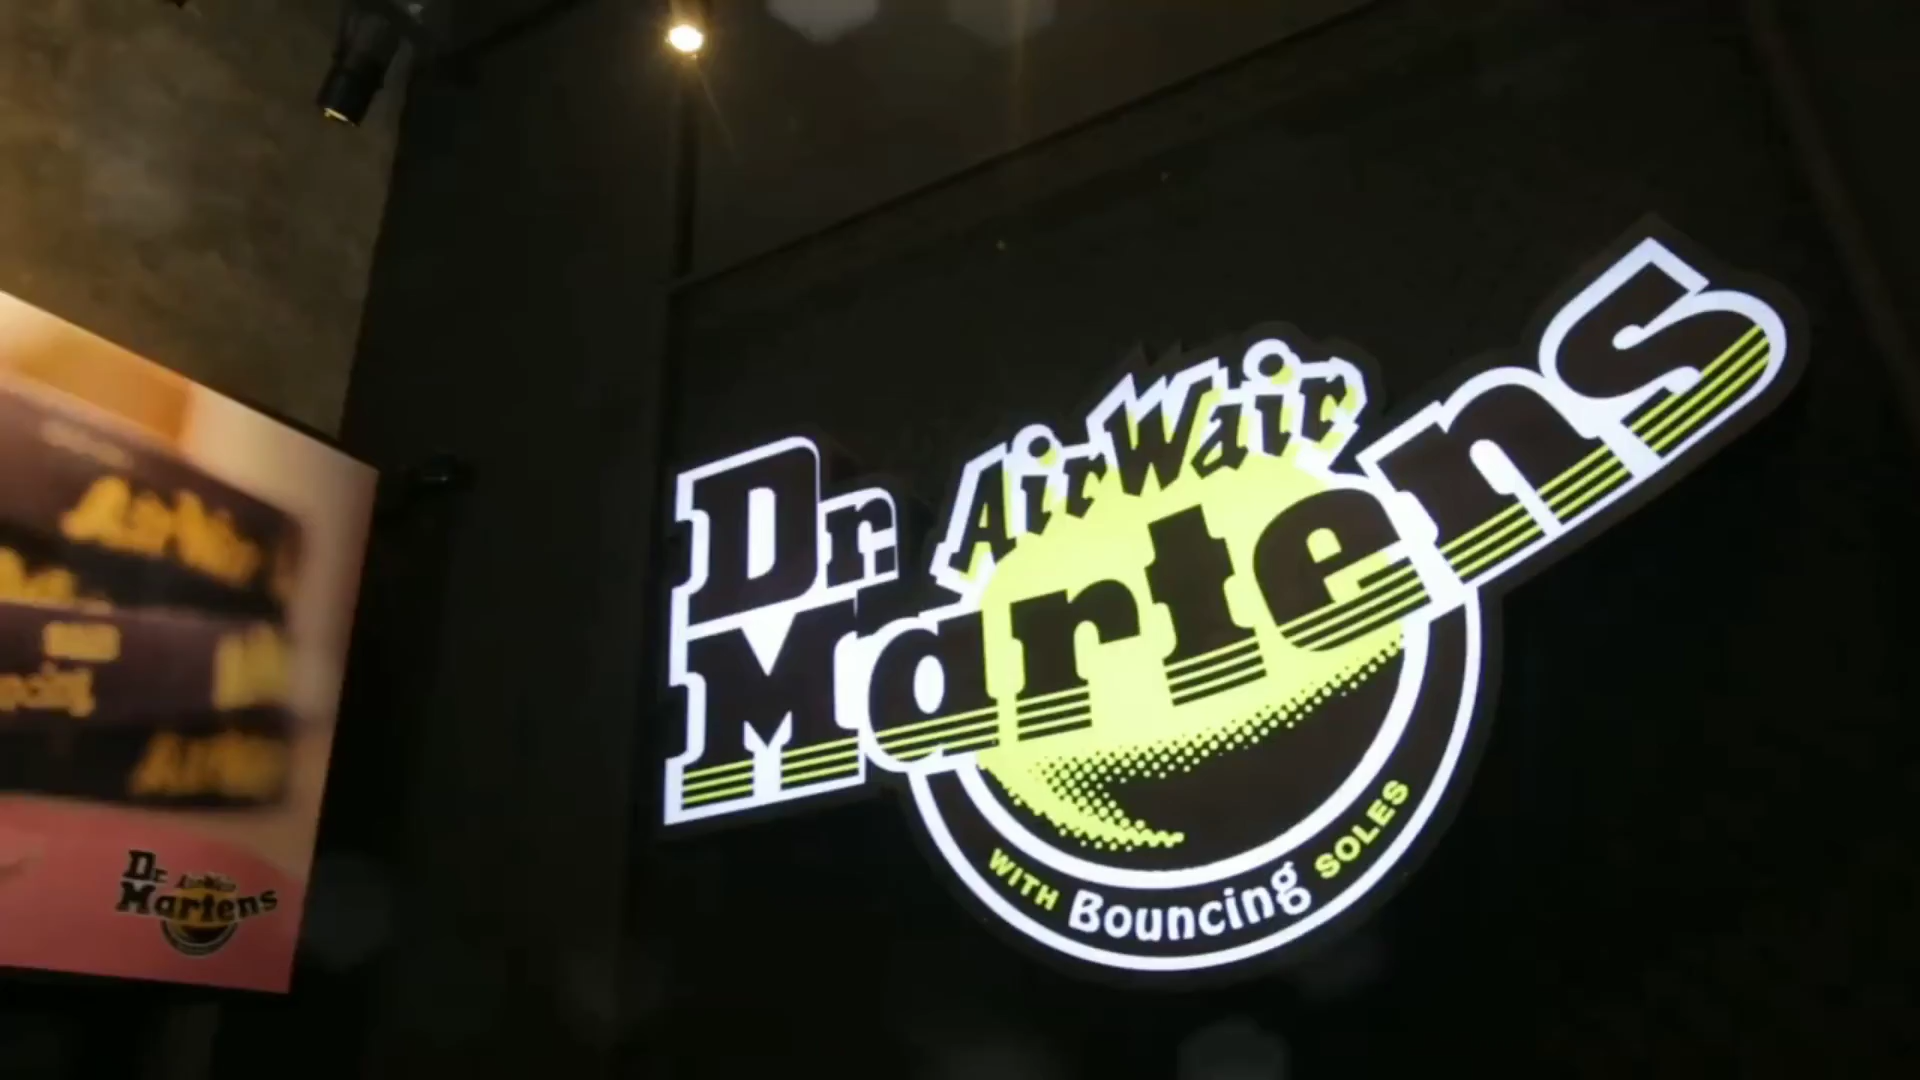 Dr
AirWair
Martens
WITH Bouncing SOLES
Dr
AirWair
Martens